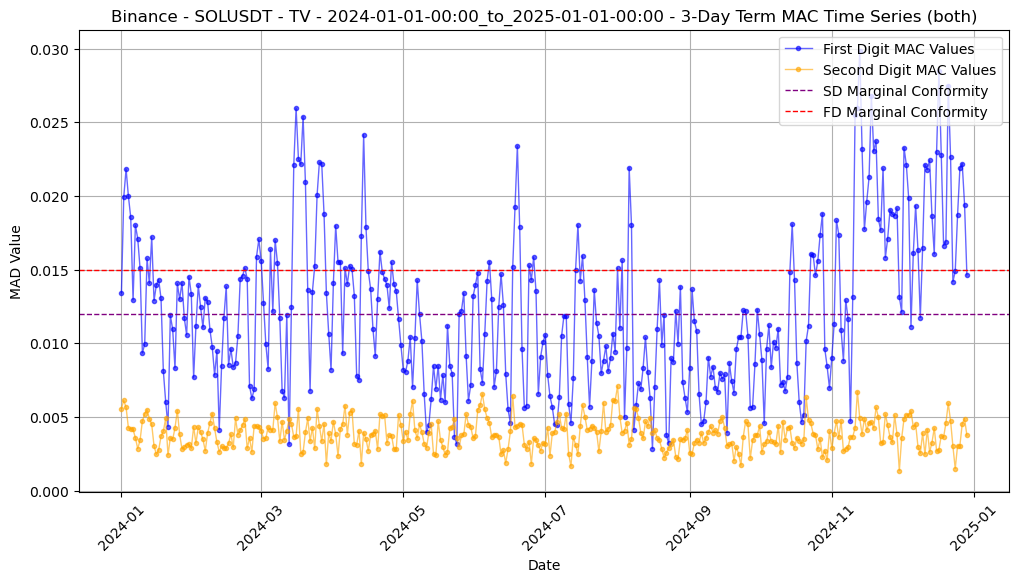 Binance - SOLUSDT - TV - 2024-01-01-00:00_to_2025-01-01-00:00 - 3-Day Term MAC Time Series (both)
First Digit MAC Values
Second Digit MAC Values
SD Marginal Conformity
FD Marginal Conformity
MAD Value
0.030
0.025
0.020
0.015
0.010
0.005
0.000
2024-01
2024-03
2024-05
2024-07
2024-09
2024-11
2025-01
Date